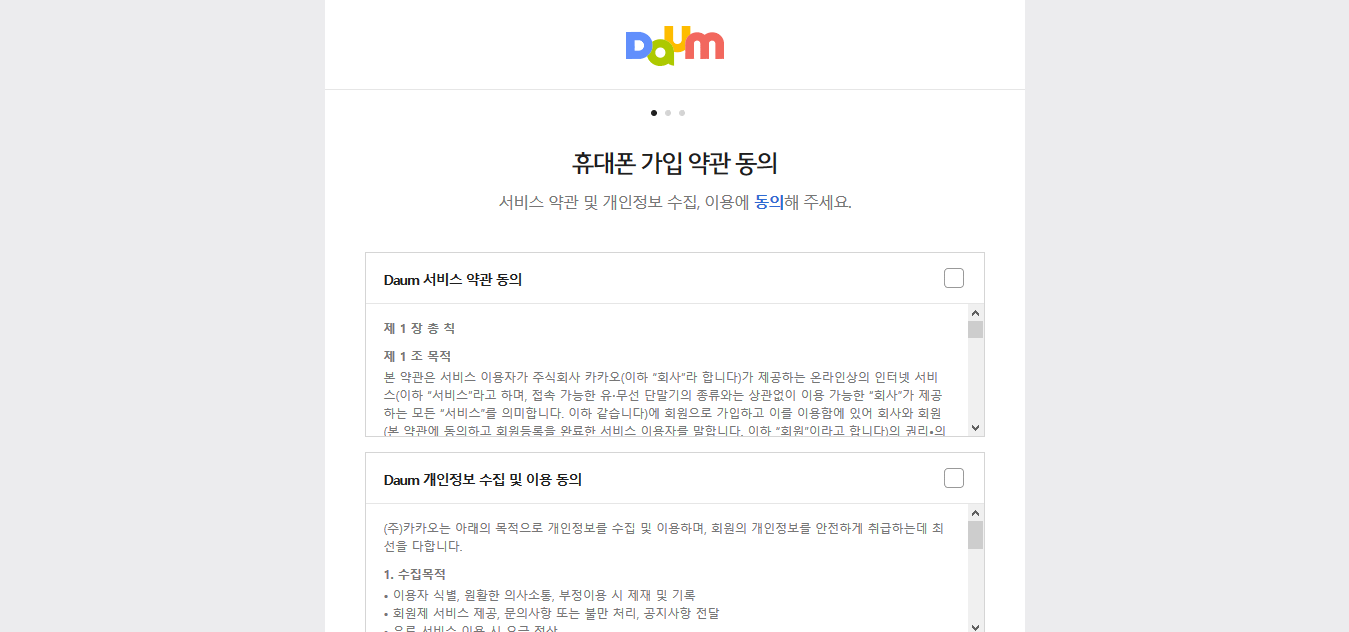 Daum
휴대폰 가입 약관 동의
서비스 약관 및 개인정보 수집, 이용에 동의해 주세요.
Daum 서비스 약관 동의
제 1 장 총 칙
제 1 조 목적
본 약관은 서비스 이용자가 주식회사 카카오(이하 “회사”라 합니다)가 제공하는 온라인상의 인터넷 서비
스(이하 “서비스”라고 하며, 접속 가능한 유∙무선 단말기의 종류와는 상관없이 이용 가능한 “회사”가 제공
하는 모든 “서비스”를 의미합니다. 이하 같습니다)에 회원으로 가입하고 이를 이용함에 있어 회사와 회원
(본 약관에 동의하고 회원등록을 완료한 서비스 이용자를 말합니다. 이하 “회원”이라고 합니다)의 권리•의
Daum 개인정보 수집 및 이용 동의
(주)카카오는 아래의 목적으로 개인정보를 수집 및 이용하며, 회원의 개인정보를 안전하게 취급하는데 최
선을 다합니다.
1. 수집목적
• 이용자 식별, 원활한 의사소통, 부정이용 시 제재 및 기록
• 회원제 서비스 제공, 문의사항 또는 불만 처리, 공지사항 전달
• 유료 서비스 이용 시 요금 정산